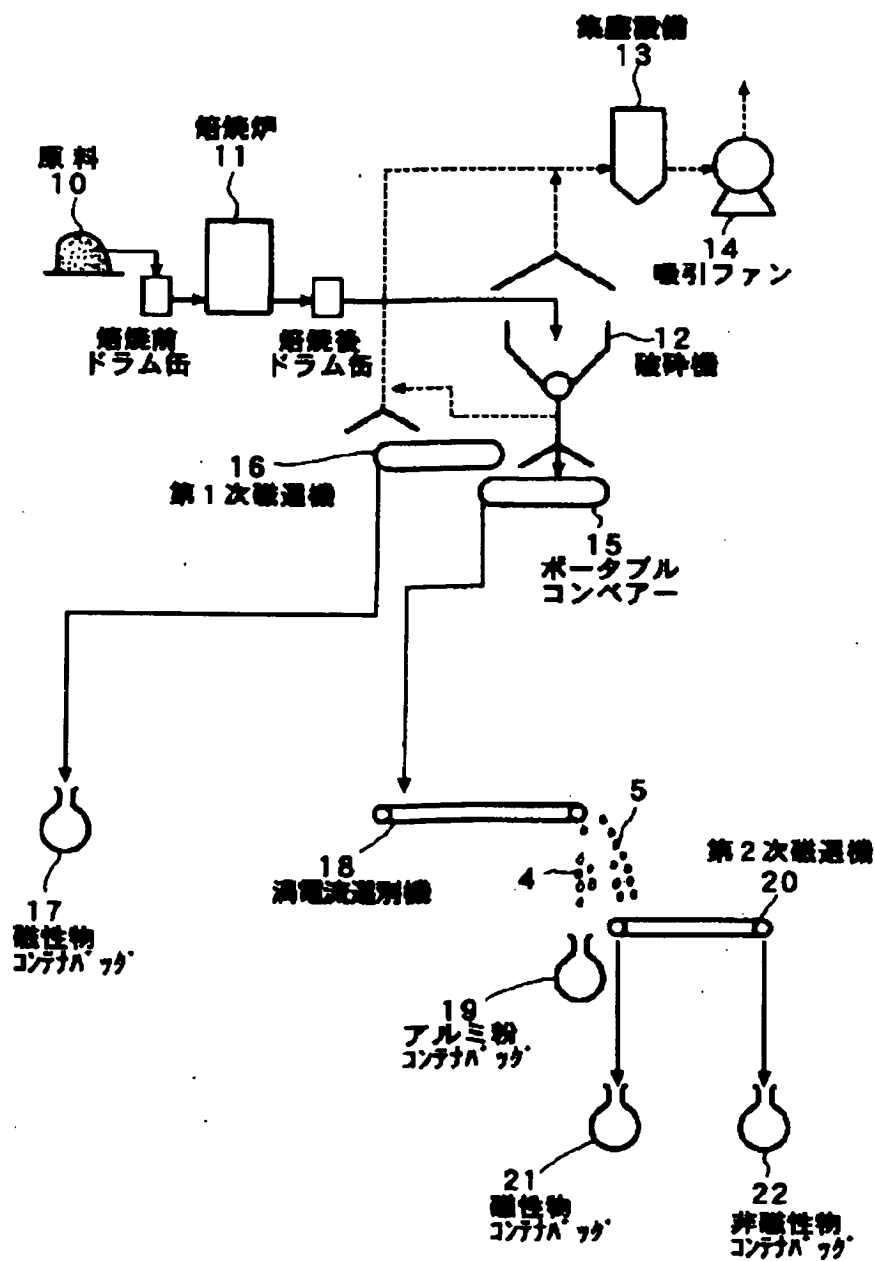 集塵設備
13
焙焼炉
11
原料
10
14
吸引ファン
焙焼前
ドラム缶
焙焼後
ドラム缶
12
破砕機
16
第1次磁選機
15
ポータブル
コンベアー
5
18
渦電流選別機
4
第2次磁選機
20
17
磁性物
ｺﾝﾃﾅﾊﾞｯｸﾞ
19
アルミ粉
ｺﾝﾃﾅﾊﾞｯｸﾞ
21
磁性物
ｺﾝﾃﾅﾊﾞｯｸﾞ
22
非磁性物
ｺﾝﾃﾅﾊﾞｯｸﾞ